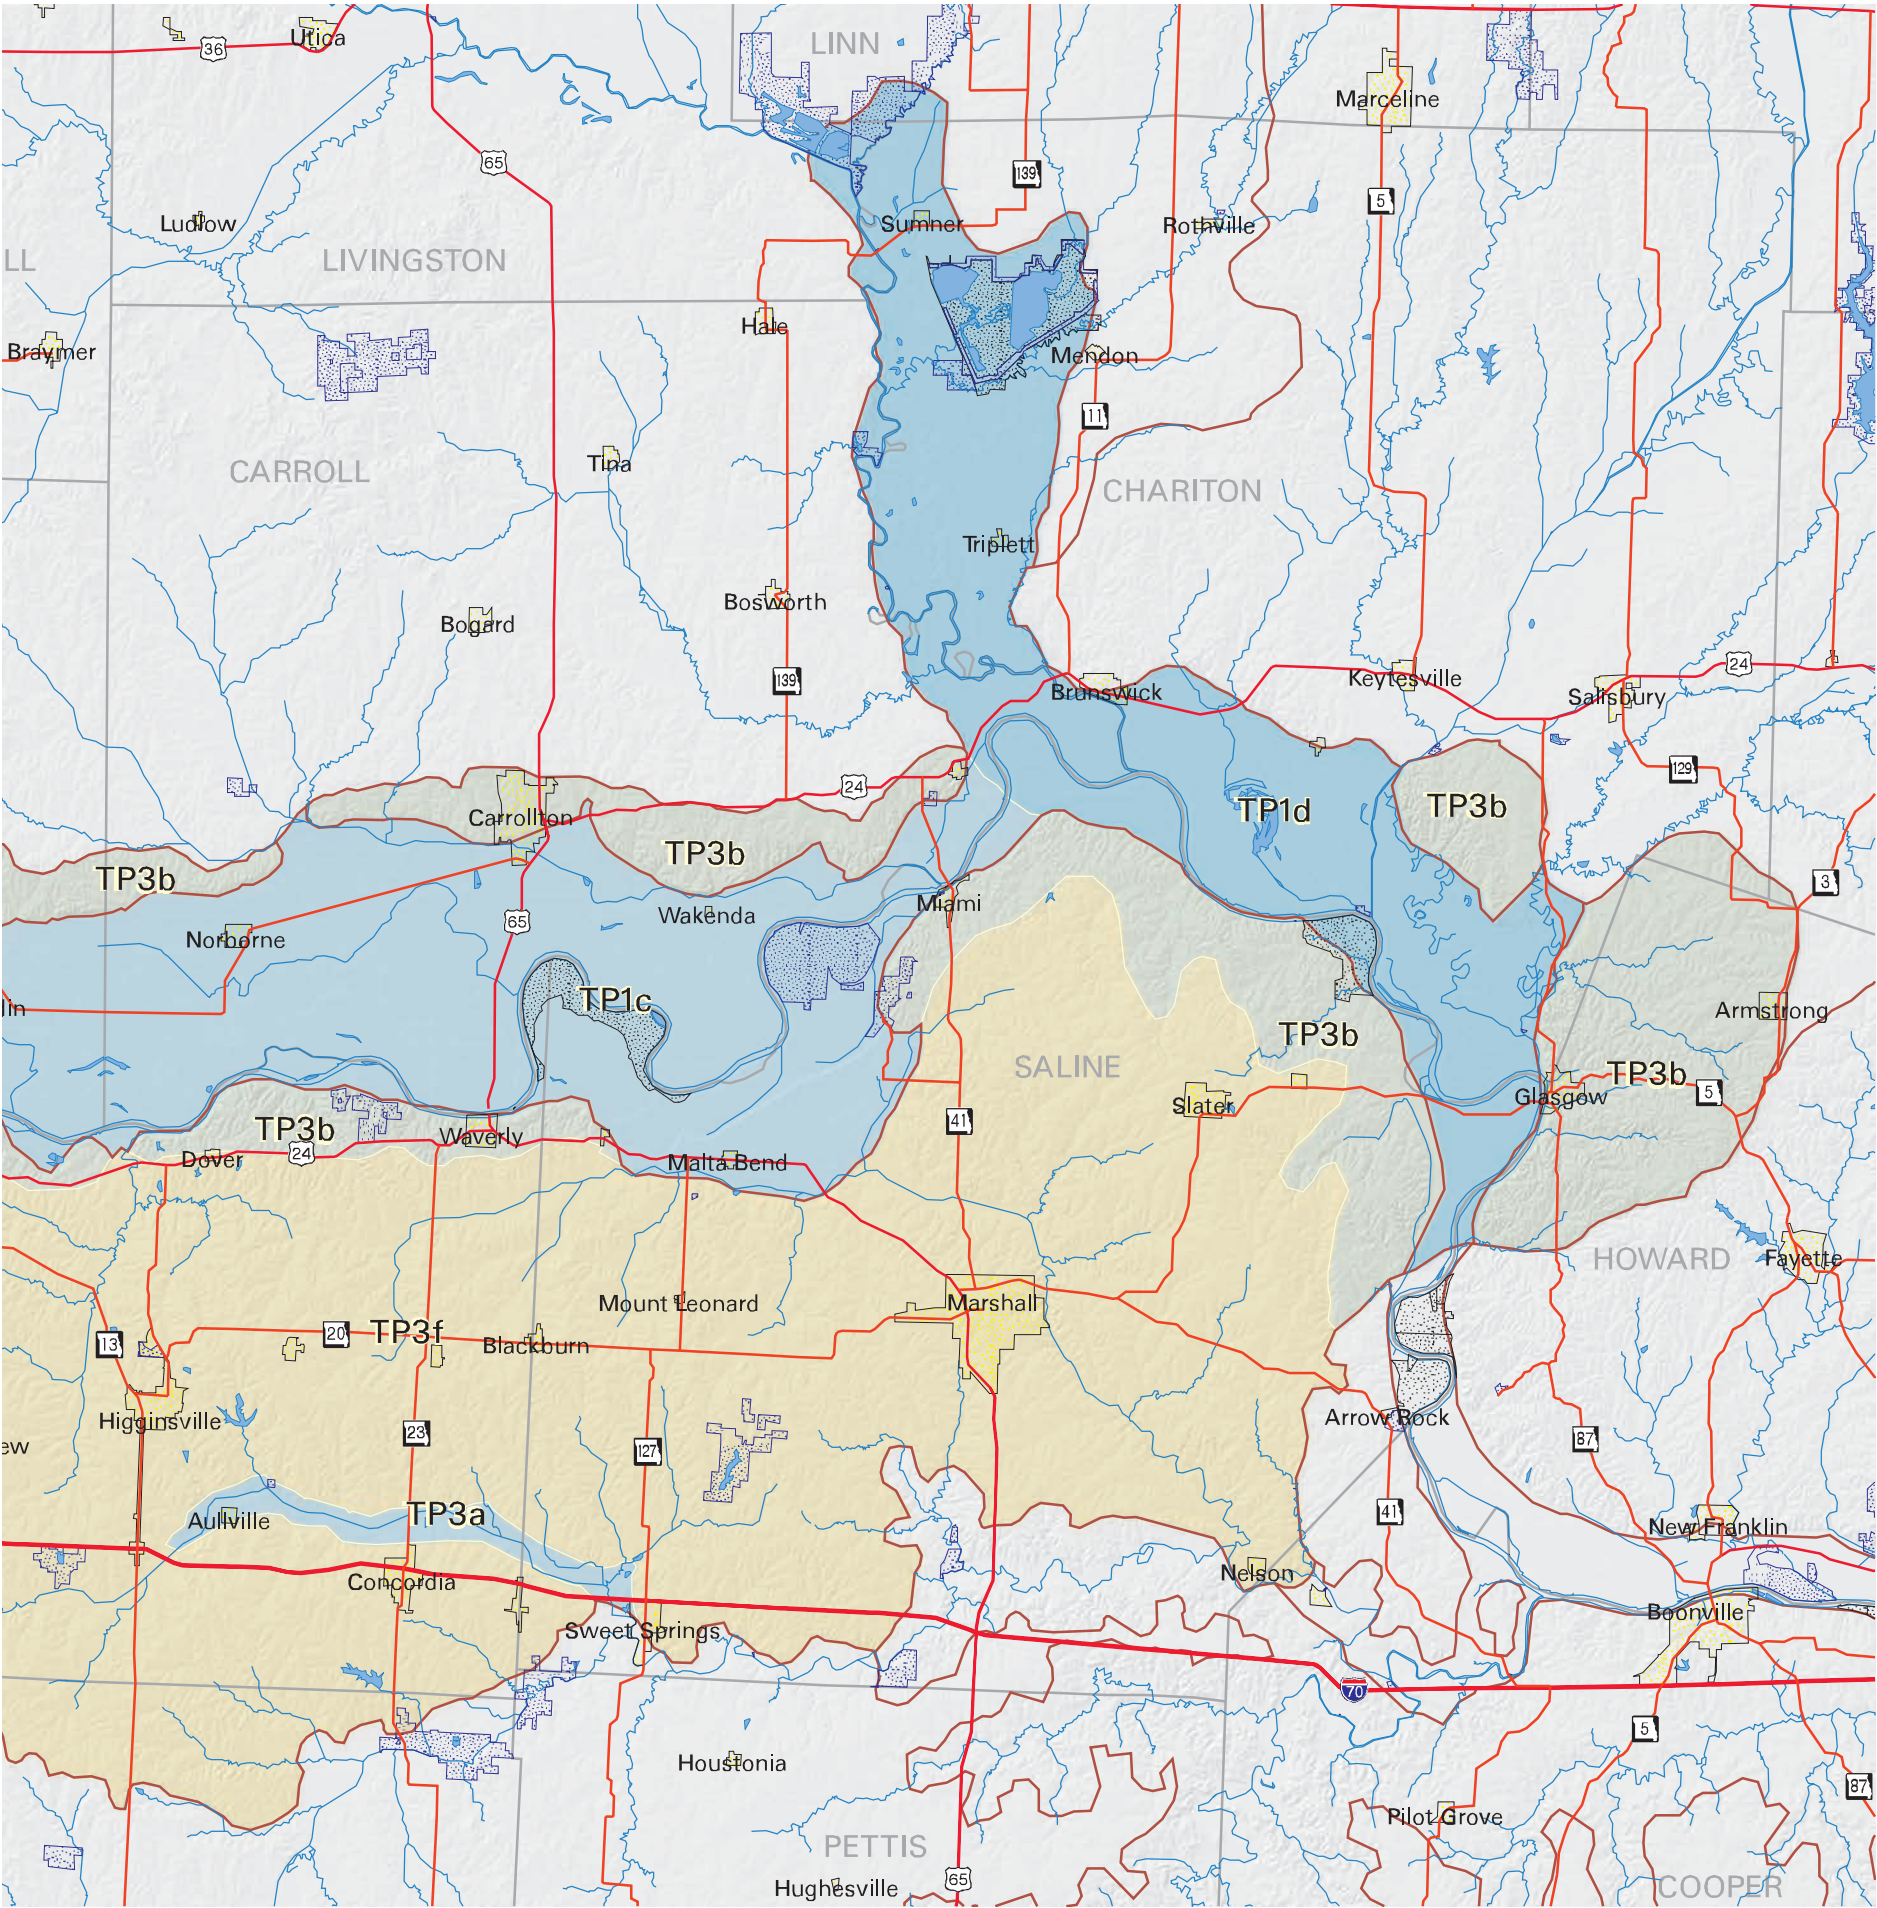 LINN
Utica
36
Marceline
65
139
5
Ludlow
Sumner
Rothville
LL
LIVINGSTON
Hale
Braymer
Mendon
11
Tina
CARROLL
CHARITON
Triplett
Bosworth
Bogard
24
139
Brunswick
Keytesville
Salisbury
129
24
Carrollton
TP1d
TP3b
TP3b
TP3b
3
Miami
Wakenda
65
Norborne
TP1c
lin
Armstrong
TP3b
SALINE
TP3b
5
Glasgow
Slater
41
TP3b
Waverly
24
Dover
Malta Bend
HOWARD
Fayette
Mount Leonard
Marshall
13
20
TP3f
Blackburn
Higginsville
Arrow Rock
23
87
ew
127
TP3a
41
Aullville
New Franklin
Nelson
Concordia
Boonville
Sweet Springs
70
5
Houstonia
87
Pilot Grove
PETTIS
65
Hughesville
COOPER